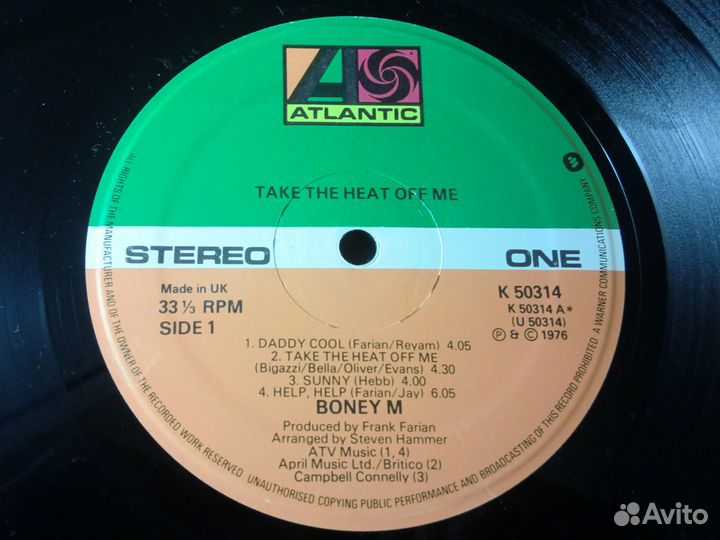 ATLANTIC
TAKE THE HEAT OFF ME
STEREO ONE
Made in UK
33 ⅓ RPM
SIDE 1
K 50314
K 50314 A*
(U 50314)
Ⓟ & © 1976
1. DADDY COOL (Farian/Reyam) 4.05
2. TAKE THE HEAT OFF ME
(Bigazzi/Bella/Oliver/Evans) 4.30
3. SUNNY (Hebb) 4.00
4. HELP, HELP (Farian/Jay) 6.05
BONEY M
Produced by Frank Farian
Arranged by Steven Hammer
ATV Music (1, 4)
April Music Ltd./Britico (2)
Campbell Connelly (3)
ALL RIGHTS OF THE MANUFACTURER AND OF THE OWNER OF THE RECORDED WORK RESERVED UNAUTHORISED COPYING PUBLIC PERFORMANCE AND BROADCASTING OF THIS RECORD PROHIBITED A WARNER COMMUNICATIONS COMPANY
Avito